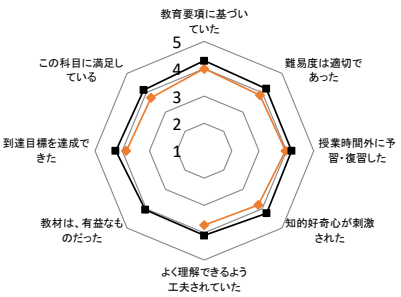 教育要項に基づい
ていた
難易度は適切で
あった
授業時間外に予
習・復習した
知的好奇心が刺激
された
よく理解できるよう
工夫されていた
教材は、有益なも
のだった
到達目標を達成で
きた
この科目に満足し
ている
5
4
3
2
1